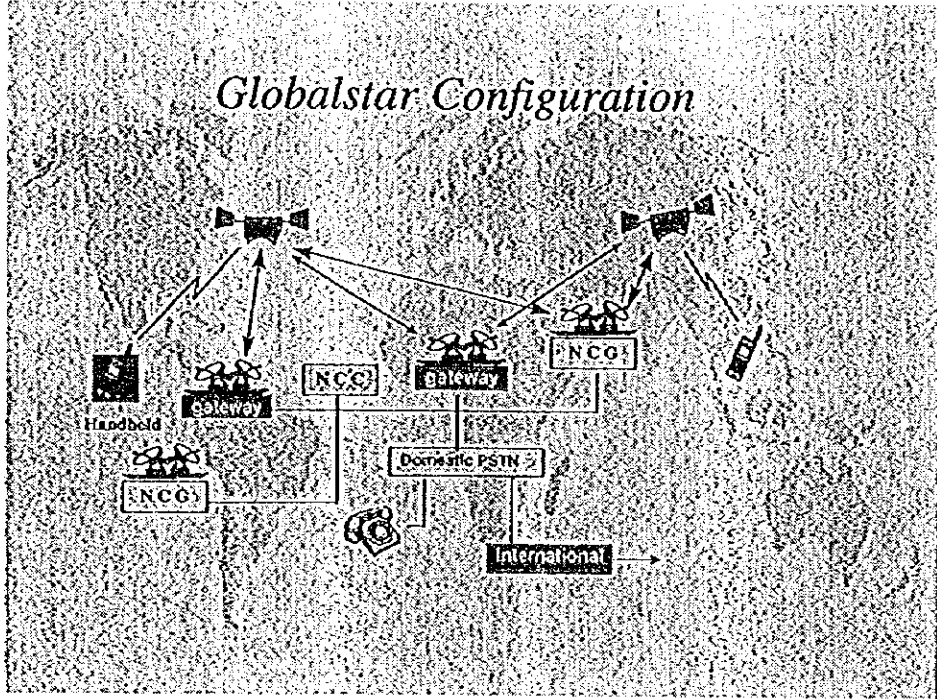 Globalstar Configuration
NCG
gateway
NCC
gateway
Handheld
Domestic PSTN
NCG
International